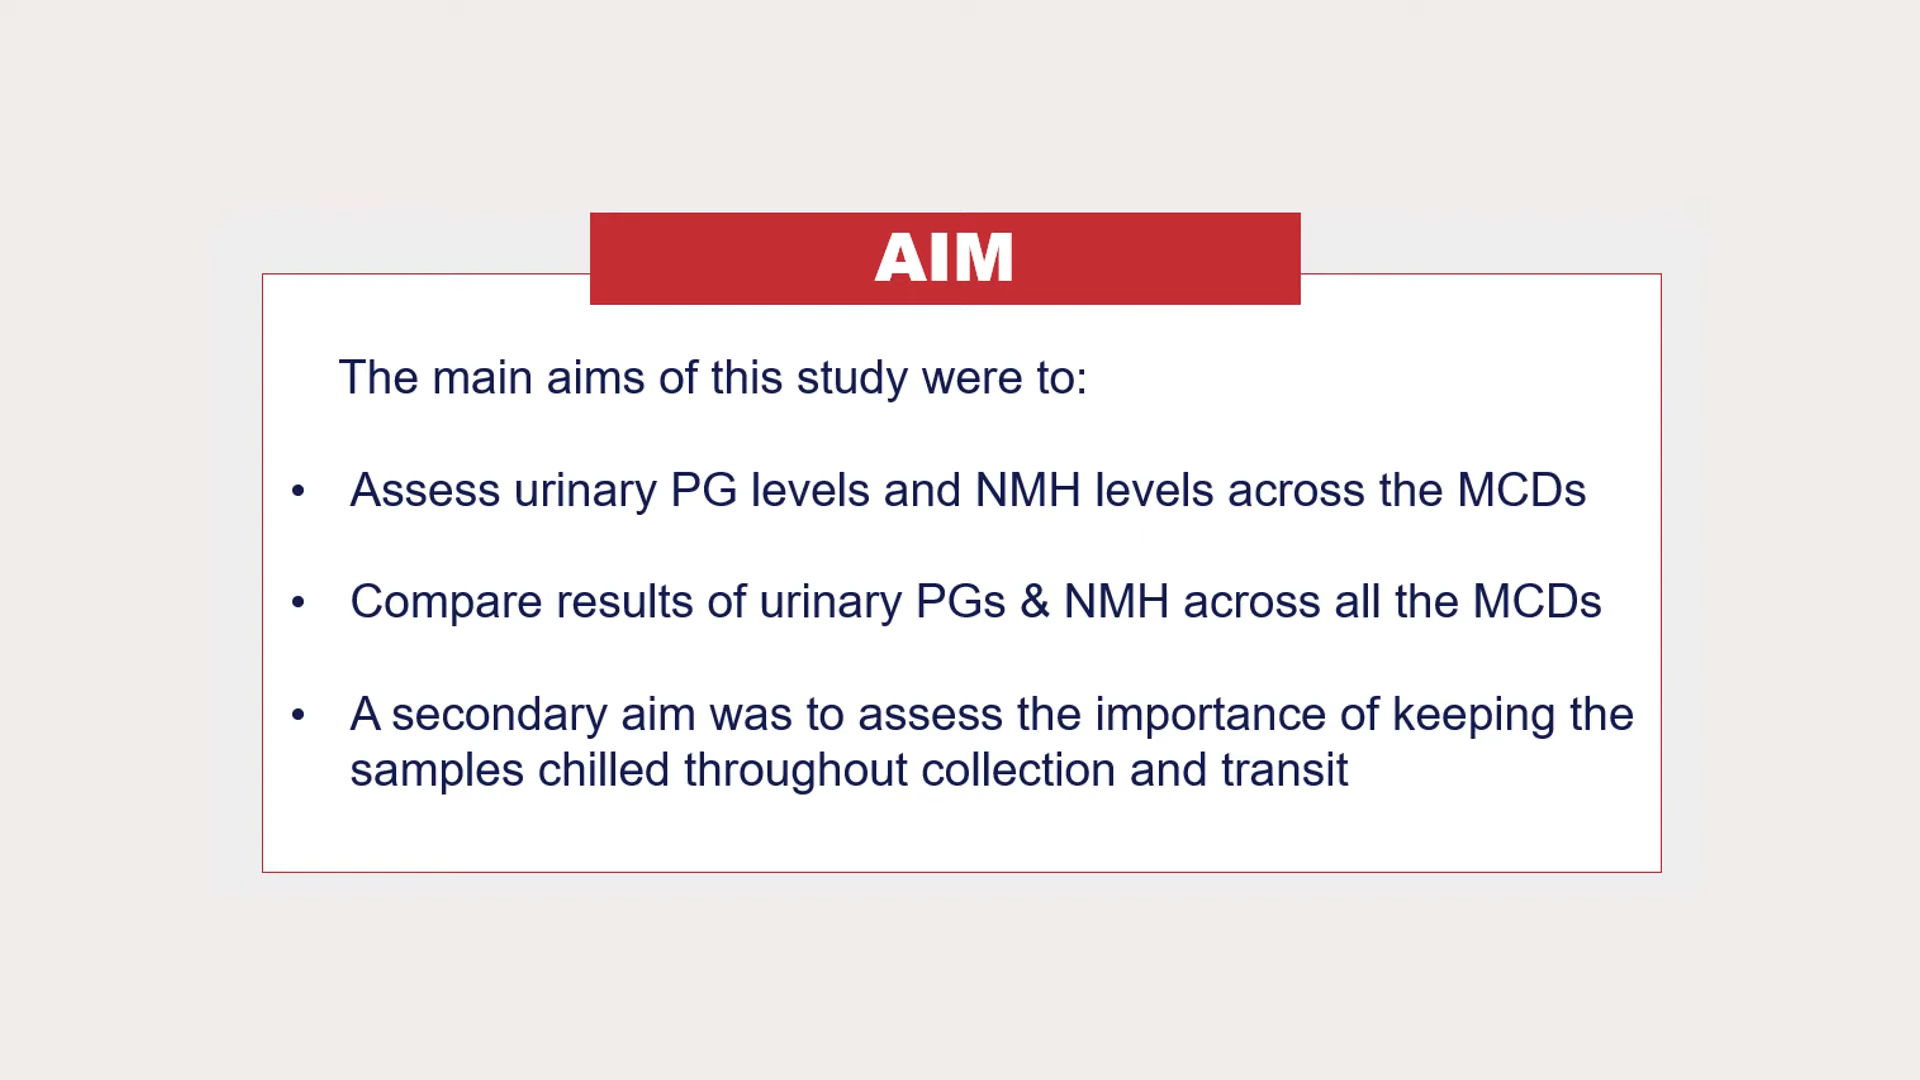 AIM
The main aims of this study were to:
• Assess urinary PG levels and NMH levels across the MCDs
• Compare results of urinary PGs & NMH across all the MCDs
• A secondary aim was to assess the importance of keeping the
samples chilled throughout collection and transit